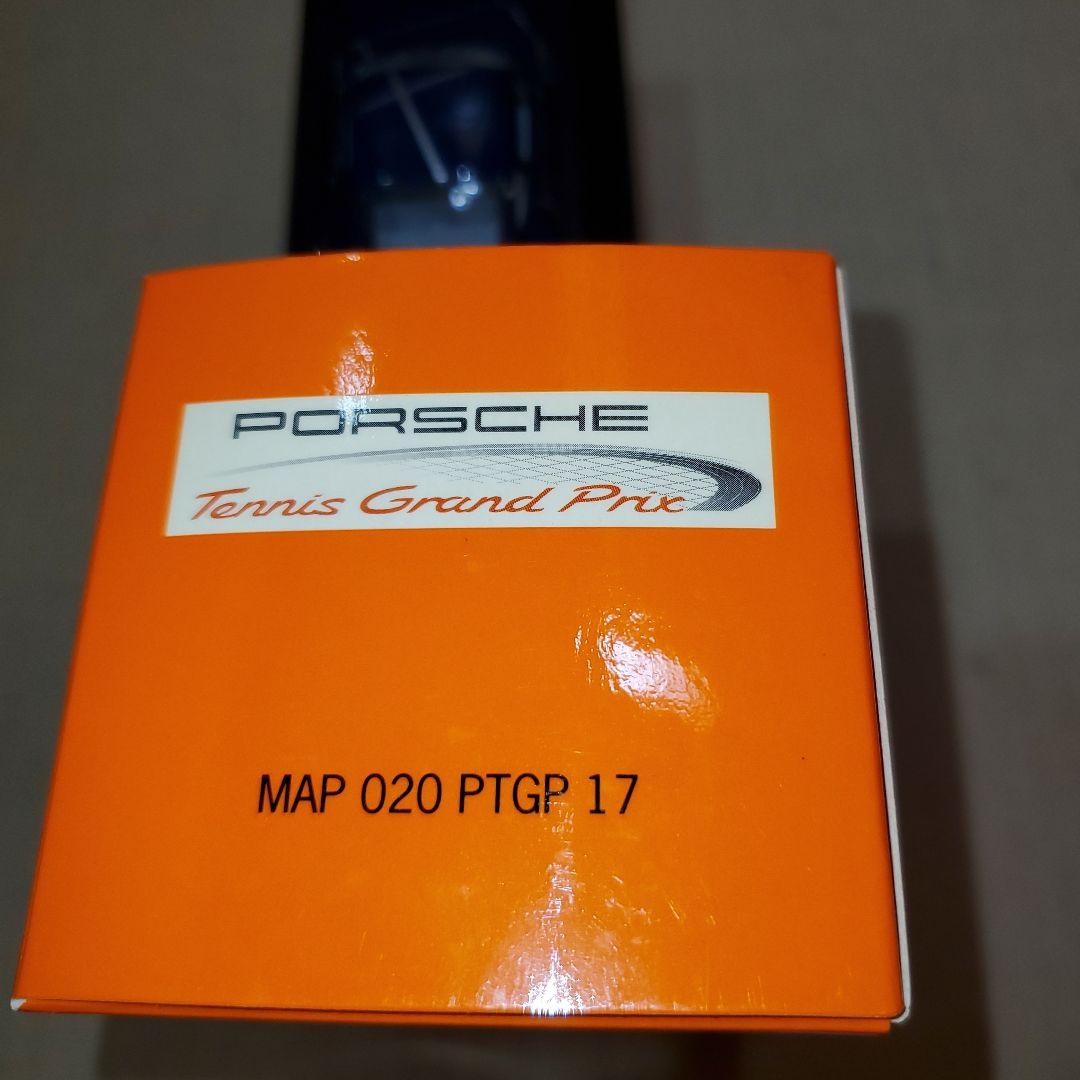 PORSCHE
Tennis Grand Prix
MAP 020 PTGP 17